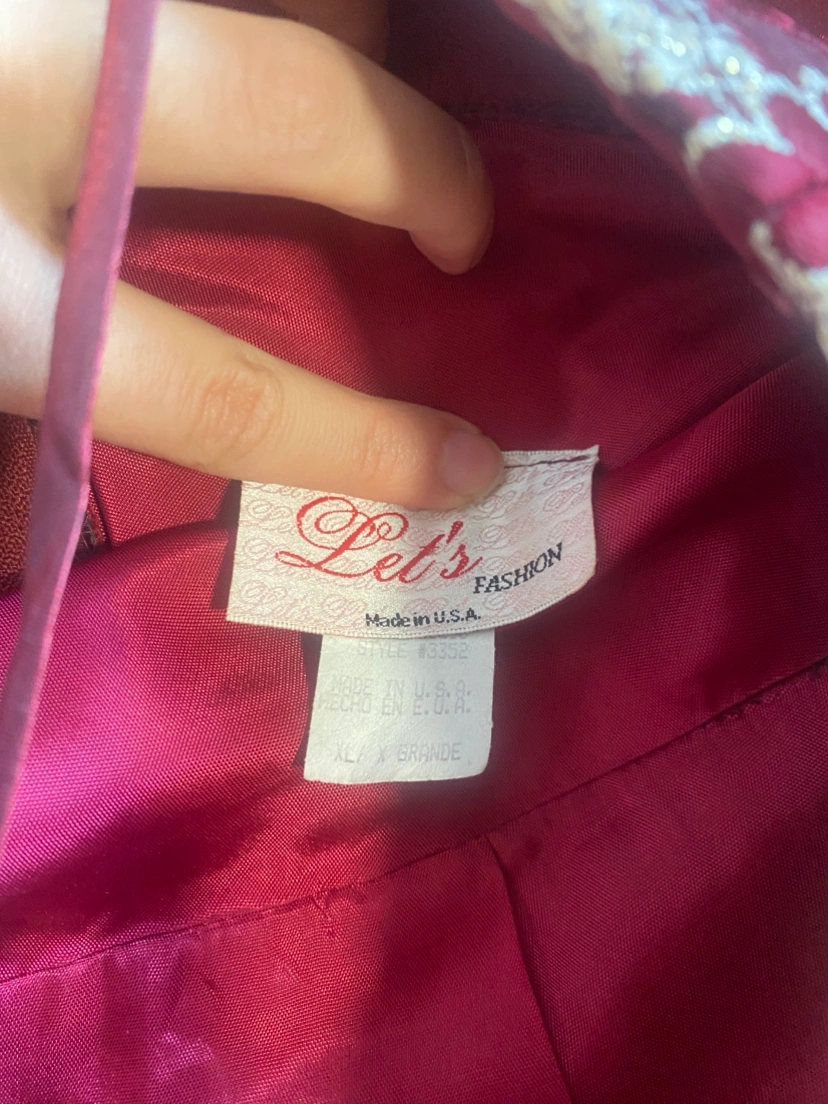 Let's
FASHION
Made in U.S.A.
STYLE #3352
MADE IN U.S.A.
HECHO EN E.U.A.
XL/ X GRANDE